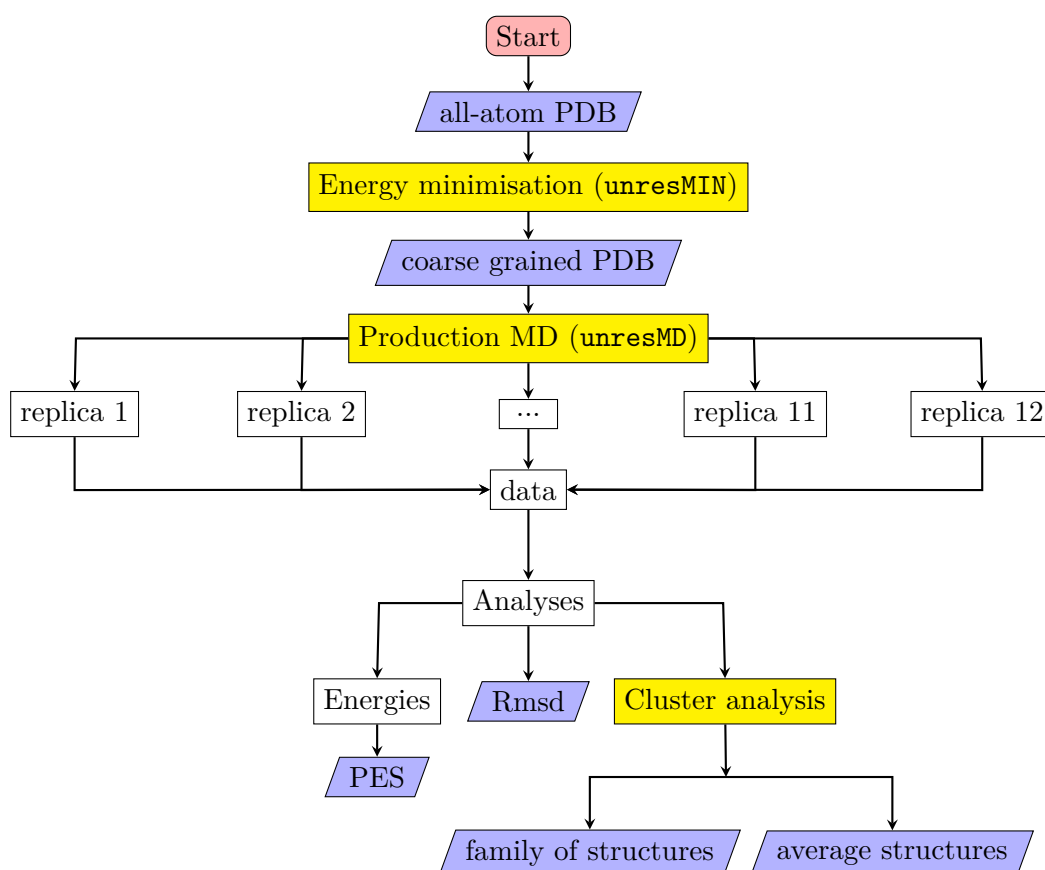 Start
all-atom PDB
Energy minimisation (unresMIN)
coarse grained PDB
Production MD (unresMD)
replica 1
replica 2
...
replica 11
replica 12
data
Analyses
Energies
Rmsd
Cluster analysis
PES
family of structures
average structures